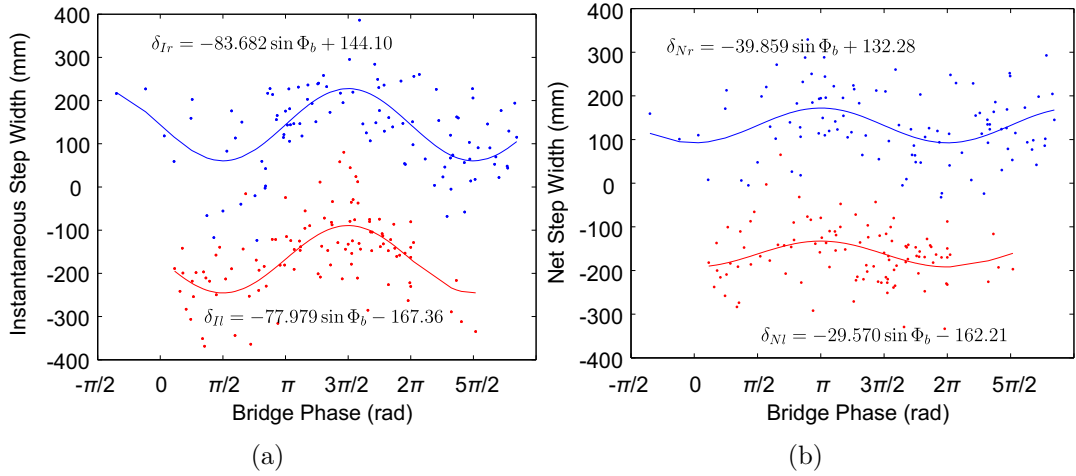 400
300
200
100
0
-100
-200
-300
-400
Instantaneous Step Width (mm)
δ_Ir = −83.682 sin Φ_b + 144.10
δ_Il = −77.979 sin Φ_b − 167.36
-π/2 0 π/2 π 3π/2 2π 5π/2
Bridge Phase (rad)
(a)
400
300
200
100
0
-100
-200
-300
-400
Net Step Width (mm)
δ_Nr = −39.859 sin Φ_b + 132.28
δ_Nl = −29.570 sin Φ_b − 162.21
-π/2 0 π/2 π 3π/2 2π 5π/2
Bridge Phase (rad)
(b)